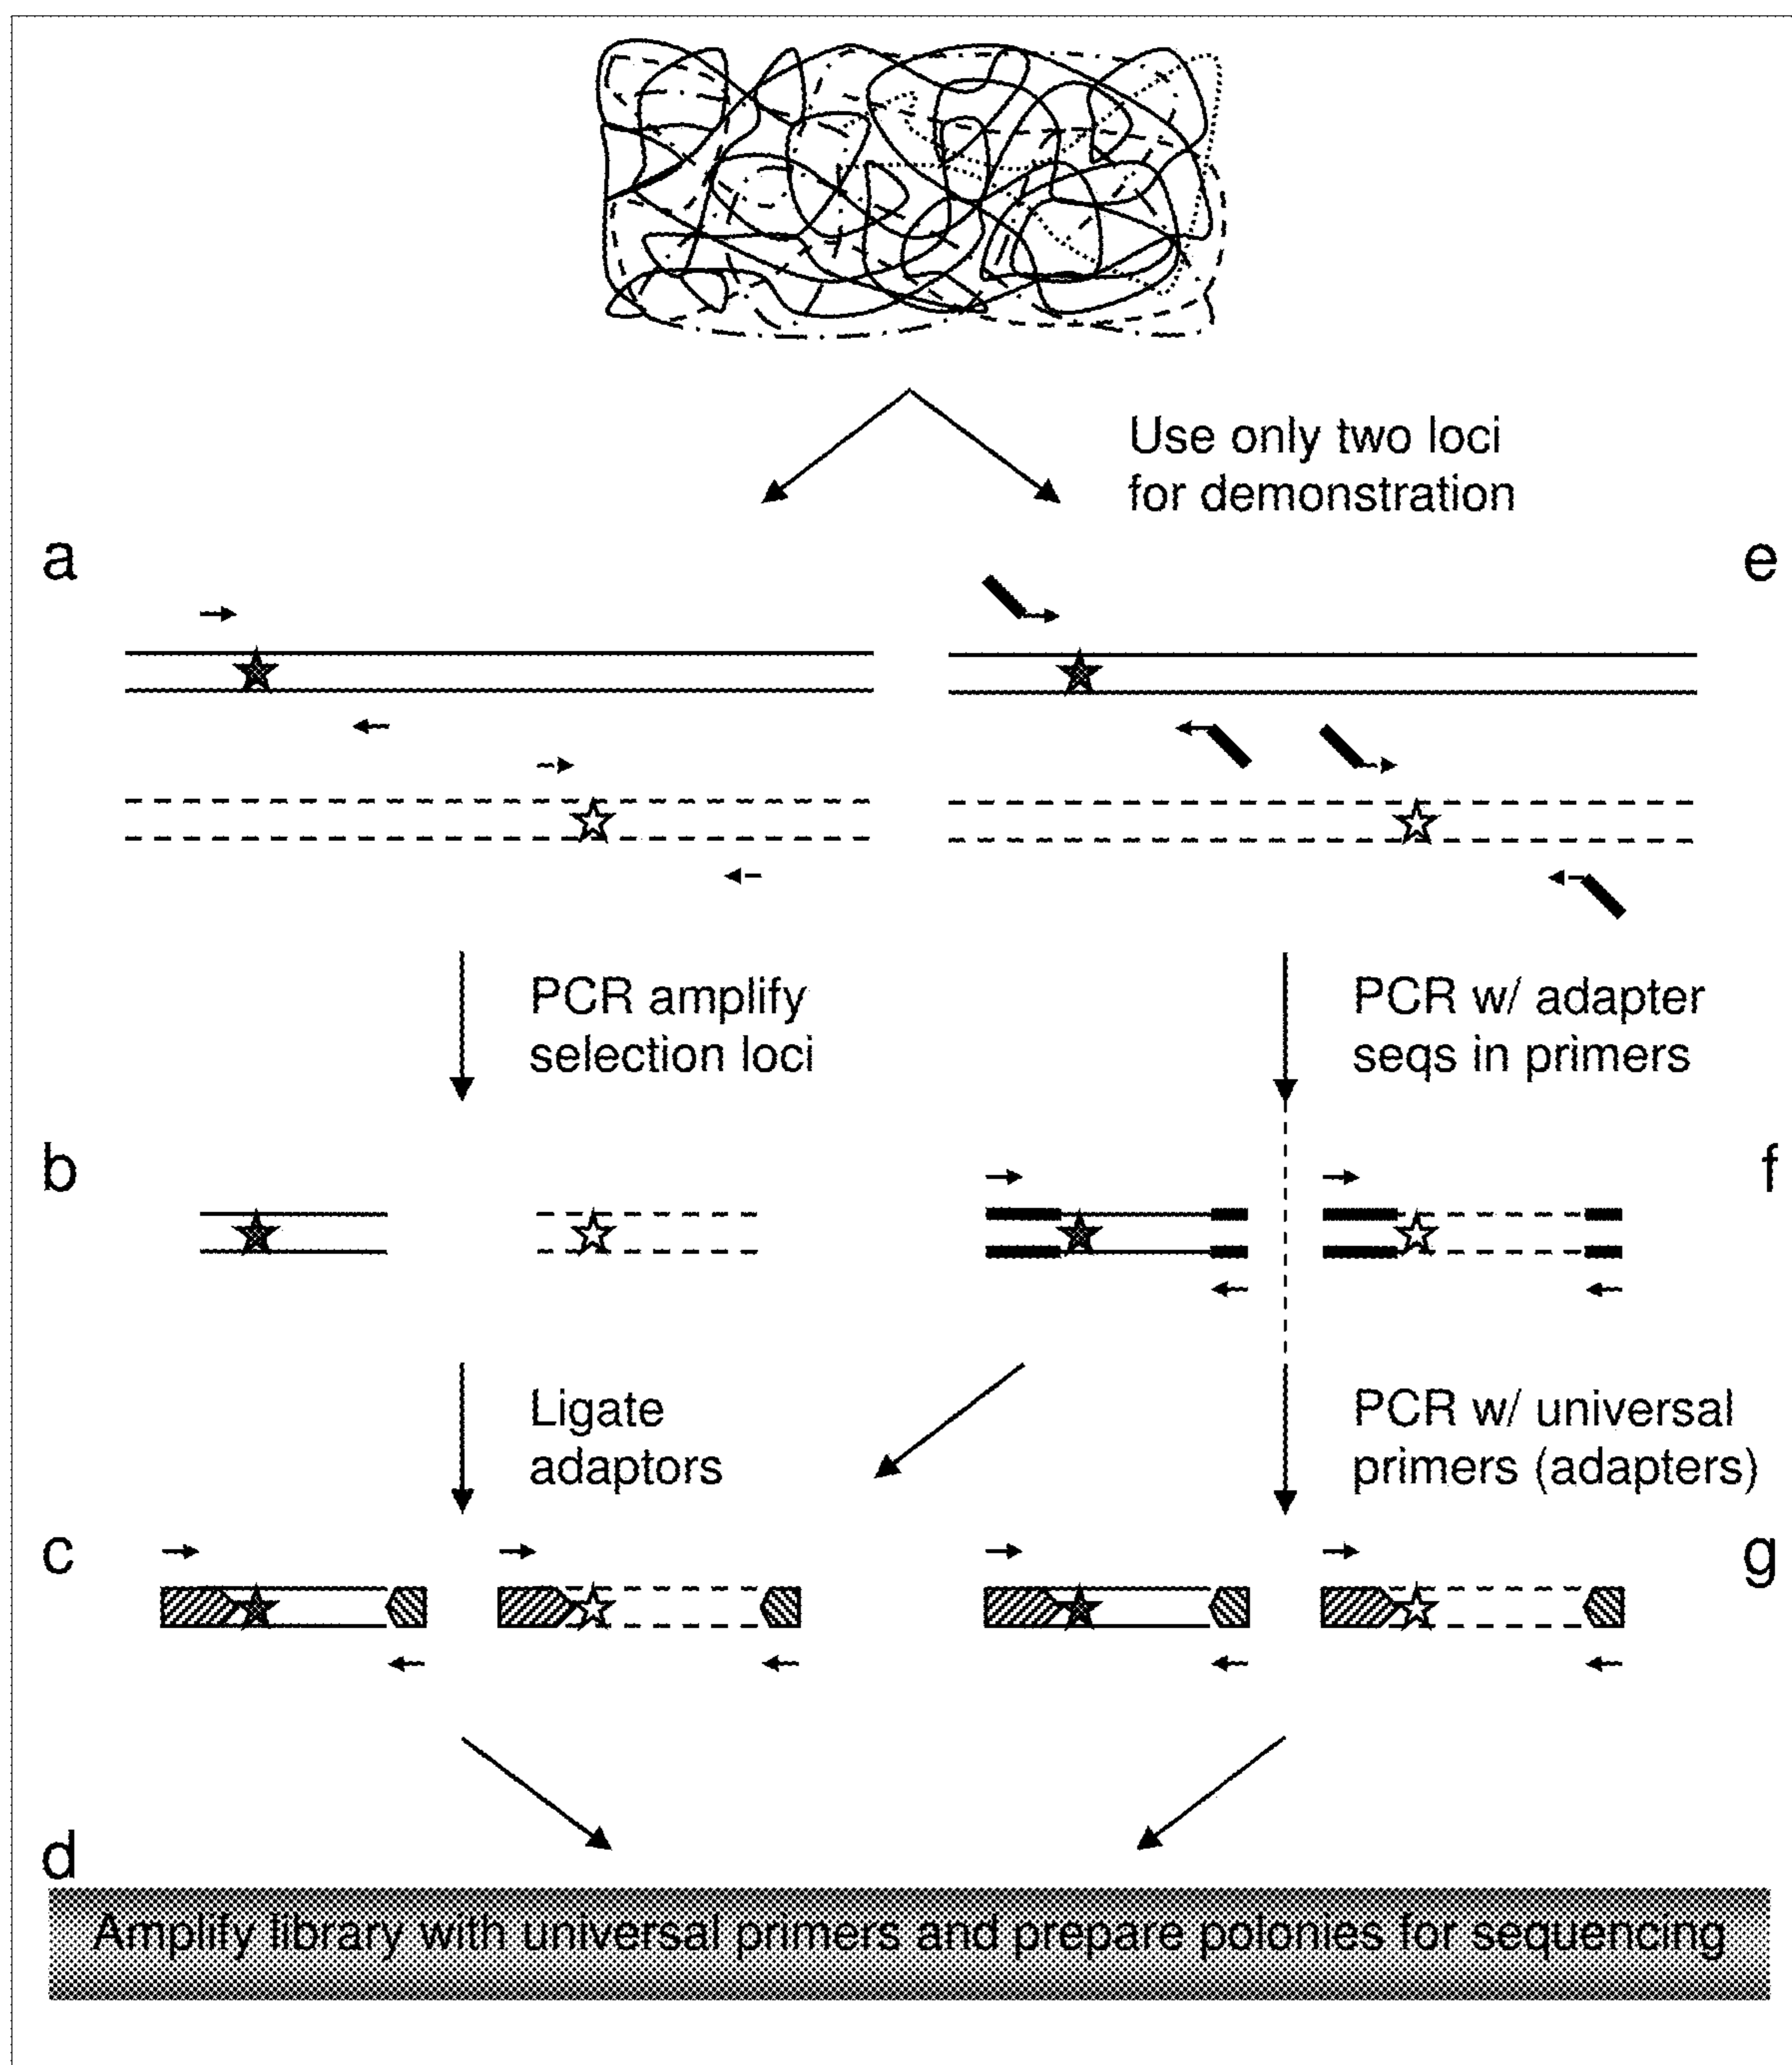 Use only two loci
for demonstration
a
e
PCR amplify
selection loci
PCR w/ adapter
seqs in primers
b
f
Ligate
adaptors
PCR w/ universal
primers (adapters)
c
g
d
Amplify library with universal primers and prepare polonies for sequencing